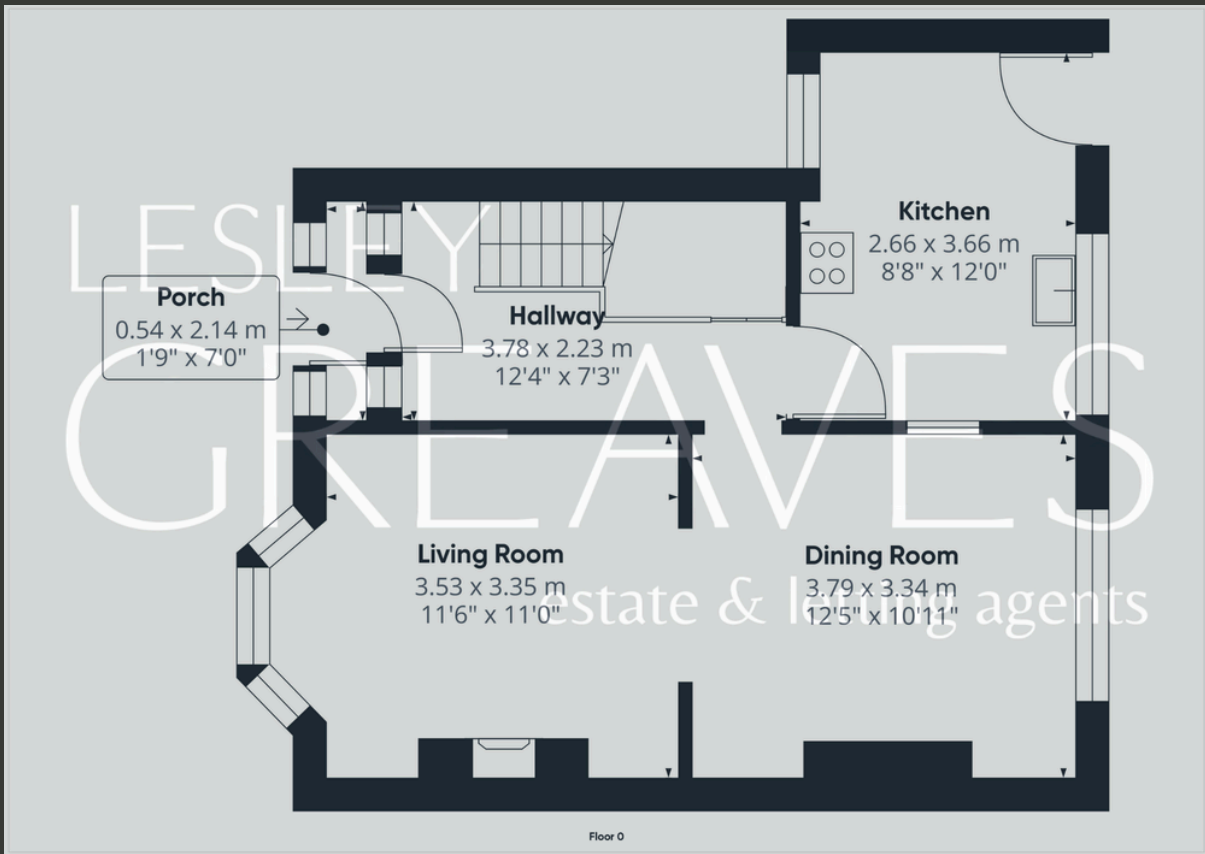 LESLEY
GREAVES
estate & letting agents
Kitchen
2.66 x 3.66 m
8'8" x 12'0"
Porch
0.54 x 2.14 m
1'9" x 7'0"
Hallway
3.78 x 2.23 m
12'4" x 7'3"
Living Room
3.53 x 3.35 m
11'6" x 11'0"
Dining Room
3.79 x 3.34 m
12'5" x 10'11"
Floor 0